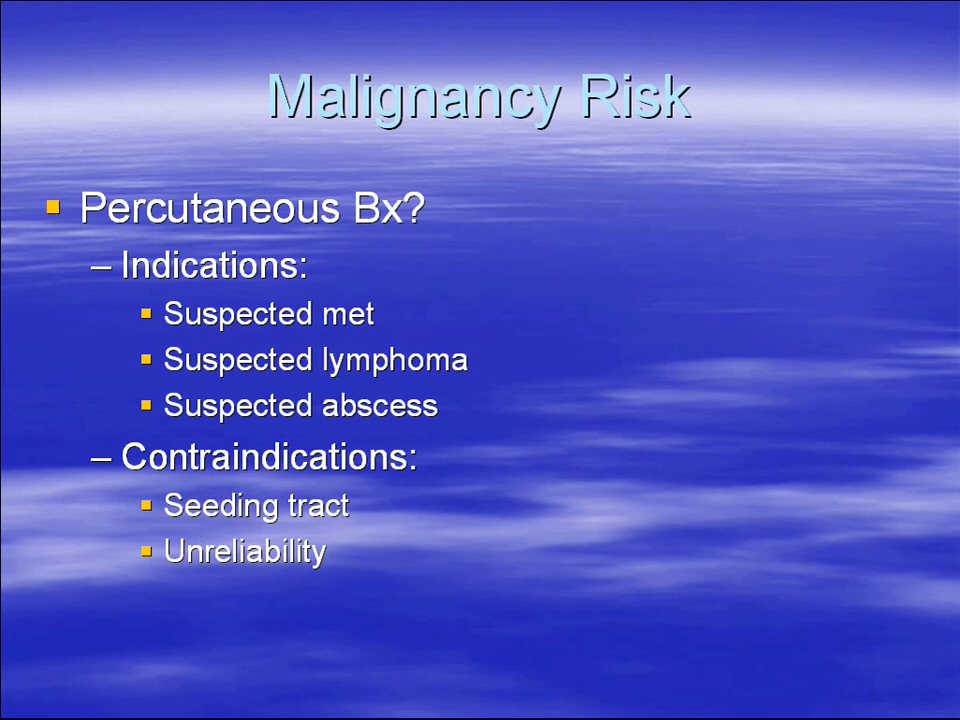 Malignancy Risk
Percutaneous Bx?
– Indications:
Suspected met
Suspected lymphoma
Suspected abscess
– Contraindications:
Seeding tract
Unreliability